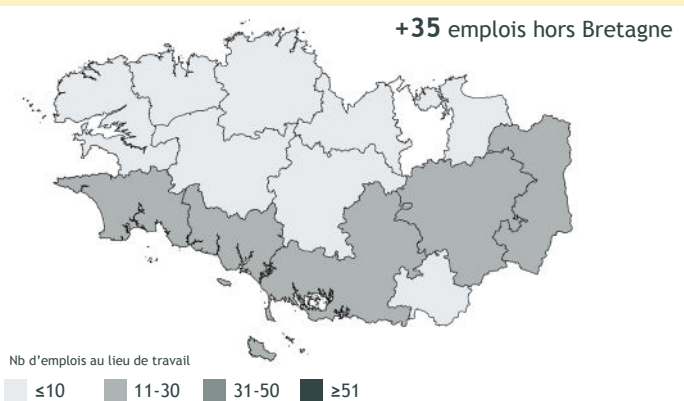 +35 emplois hors Bretagne
Nb d'emplois au lieu de travail
≤10 11-30 31-50 ≥51